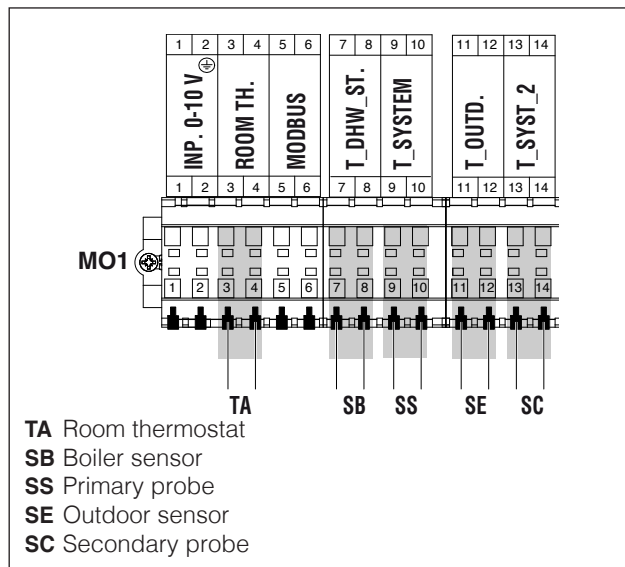 1 2 3 4 5 6 7 8 9 10 11 12 13 14
INP. 0-10 V
ROOM TH.
MODBUS
T_DHW_ST.
T_SYSTEM
T_OUTD.
T_SYST_2
1 2 3 4 5 6 7 8 9 10 11 12 13 14
MO1
1 2 3 4 5 6 7 8 9 10 11 12 13 14
TA SB SS SE SC
TA Room thermostat
SB Boiler sensor
SS Primary probe
SE Outdoor sensor
SC Secondary probe